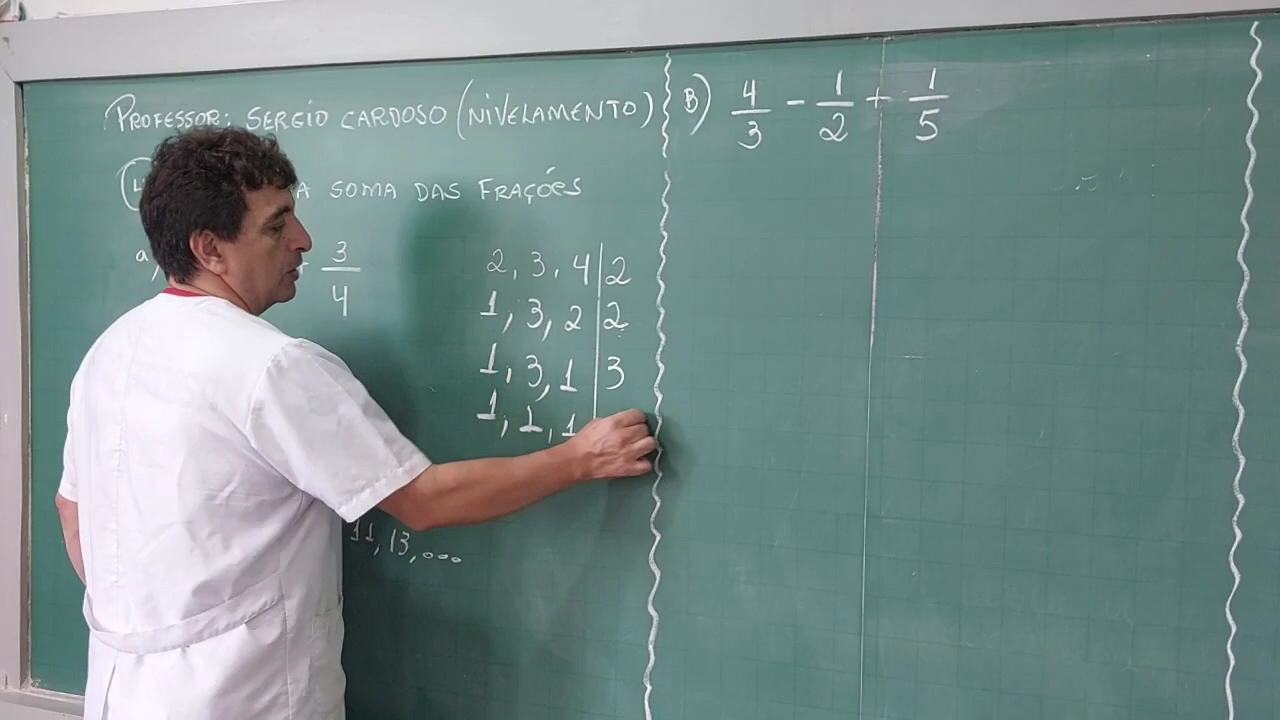 PROFESSOR: SERGIO CARDOSO (NIVELAMENTO)
A SOMA DAS FRAÇÕES
a) + 3/4
2, 3, 4 | 2
1, 3, 2 | 2
1, 3, 1 | 3
1, 1, 1
11, 13, ...
B) 4/3 - 1/2 + 1/5